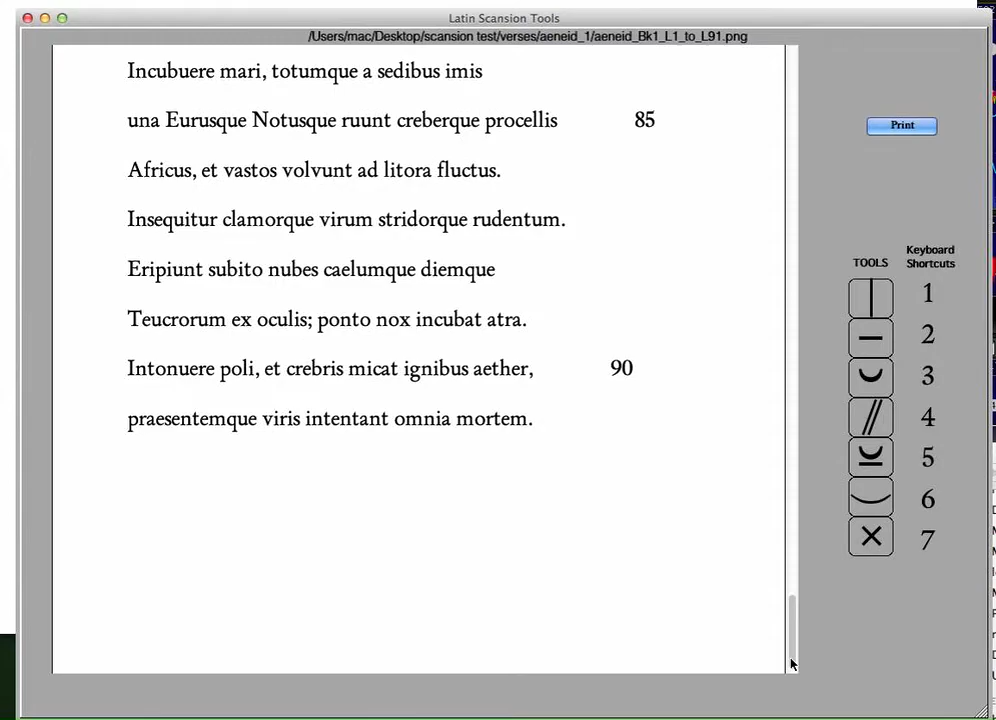 Latin Scansion Tools
/Users/mac/Desktop/scansion test/verses/aeneid_1/aeneid_Bk1_L1_to_L91.png
Incubuere mari, totumque a sedibus imis
una Eurusque Notusque ruunt creberque procellis 85
Africus, et vastos volvunt ad litora fluctus.
Insequitur clamorque virum stridorque rudentum.
Eripiunt subito nubes caelumque diemque
Teucrorum ex oculis; ponto nox incubat atra.
Intonuere poli, et crebris micat ignibus aether, 90
praesentemque viris intentant omnia mortem.
Print
TOOLS
Keyboard
Shortcuts
1
2
3
4
5
6
7